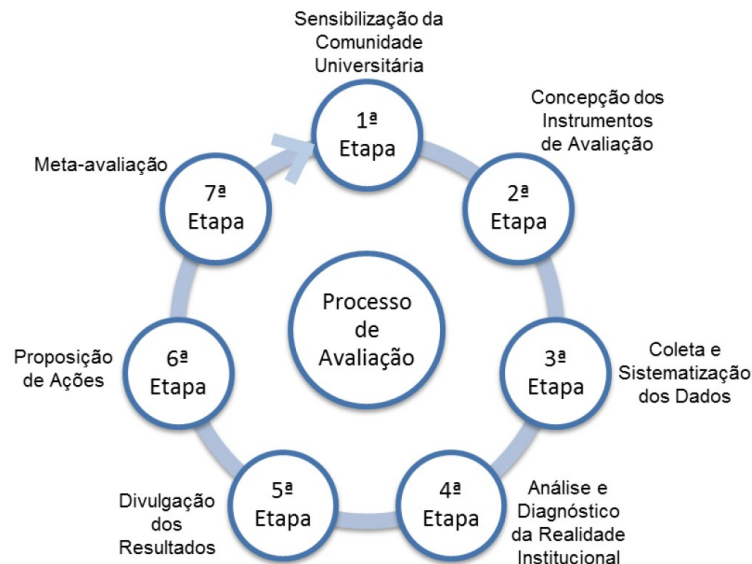 Sensibilização da
Comunidade
Universitária
1ª
Etapa
Concepção dos
Instrumentos
de Avaliação
2ª
Etapa
Coleta e
Sistematização
dos Dados
3ª
Etapa
Análise e
Diagnóstico
da Realidade
Institucional
4ª
Etapa
Divulgação
dos
Resultados
5ª
Etapa
Proposição
de Ações
6ª
Etapa
Meta-avaliação
7ª
Etapa
Processo
de
Avaliação